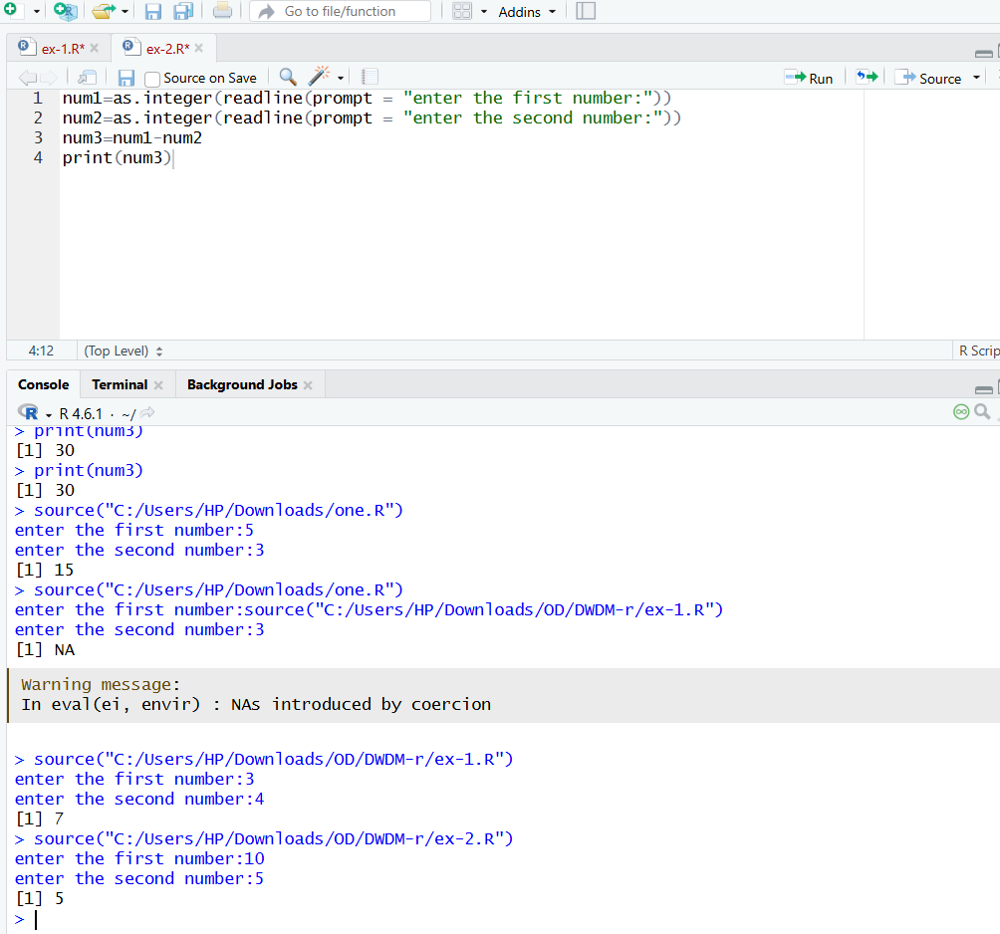 Go to file/function
Addins
ex-1.R*
ex-2.R*
Source on Save
Run
Source
1 num1=as.integer(readline(prompt = "enter the first number:"))
2 num2=as.integer(readline(prompt = "enter the second number:"))
3 num3=num1-num2
4 print(num3)
4:12
(Top Level)
R Scrip
Console
Terminal
Background Jobs
R 4.6.1 · ~/
> print(num3)
[1] 30
> print(num3)
[1] 30
> source("C:/Users/HP/Downloads/one.R")
enter the first number:5
enter the second number:3
[1] 15
> source("C:/Users/HP/Downloads/one.R")
enter the first number:source("C:/Users/HP/Downloads/OD/DWDM-r/ex-1.R")
enter the second number:3
[1] NA
Warning message:
In eval(ei, envir) : NAs introduced by coercion
> source("C:/Users/HP/Downloads/OD/DWDM-r/ex-1.R")
enter the first number:3
enter the second number:4
[1] 7
> source("C:/Users/HP/Downloads/OD/DWDM-r/ex-2.R")
enter the first number:10
enter the second number:5
[1] 5
>